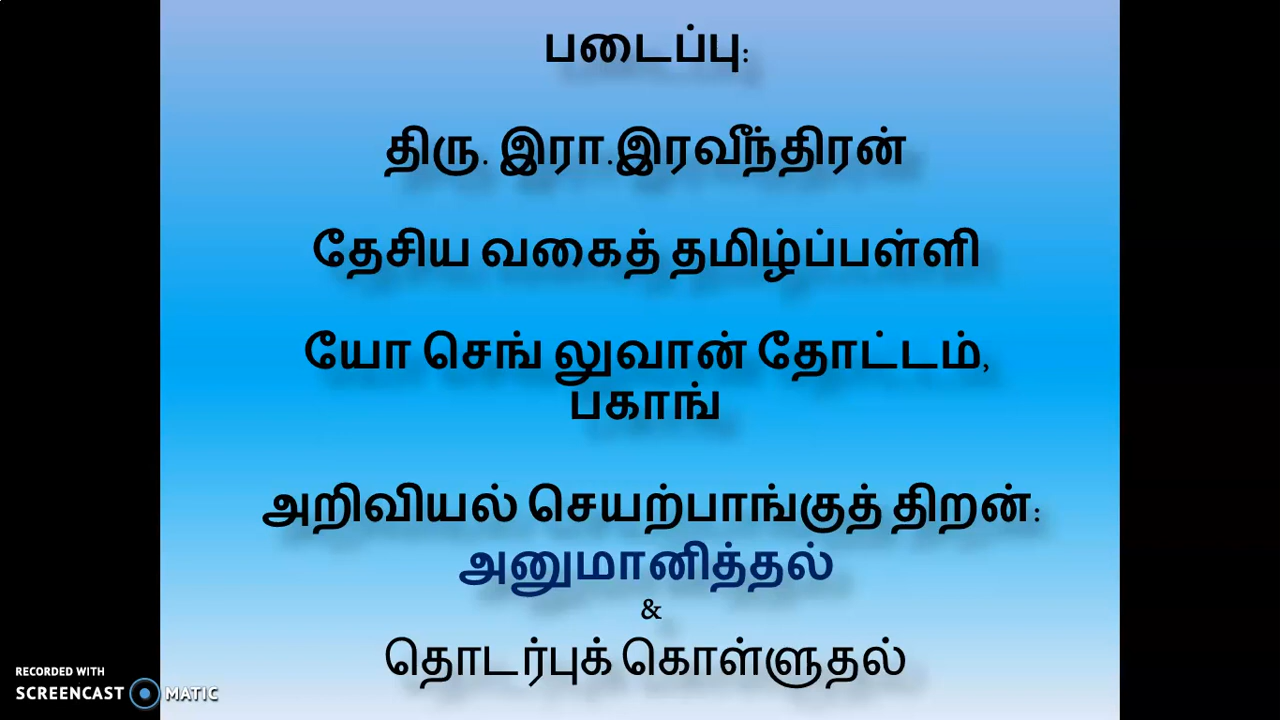 படைப்பு:
திரு. இரா.இரவீந்திரன்
தேசிய வகைத் தமிழ்ப்பள்ளி
யோ செங் லுவான் தோட்டம்,
பகாங்
அறிவியல் செயற்பாங்குத் திறன்:
அனுமானித்தல்
&
தொடர்புக் கொள்ளுதல்
RECORDED WITH
SCREENCAST MATIC